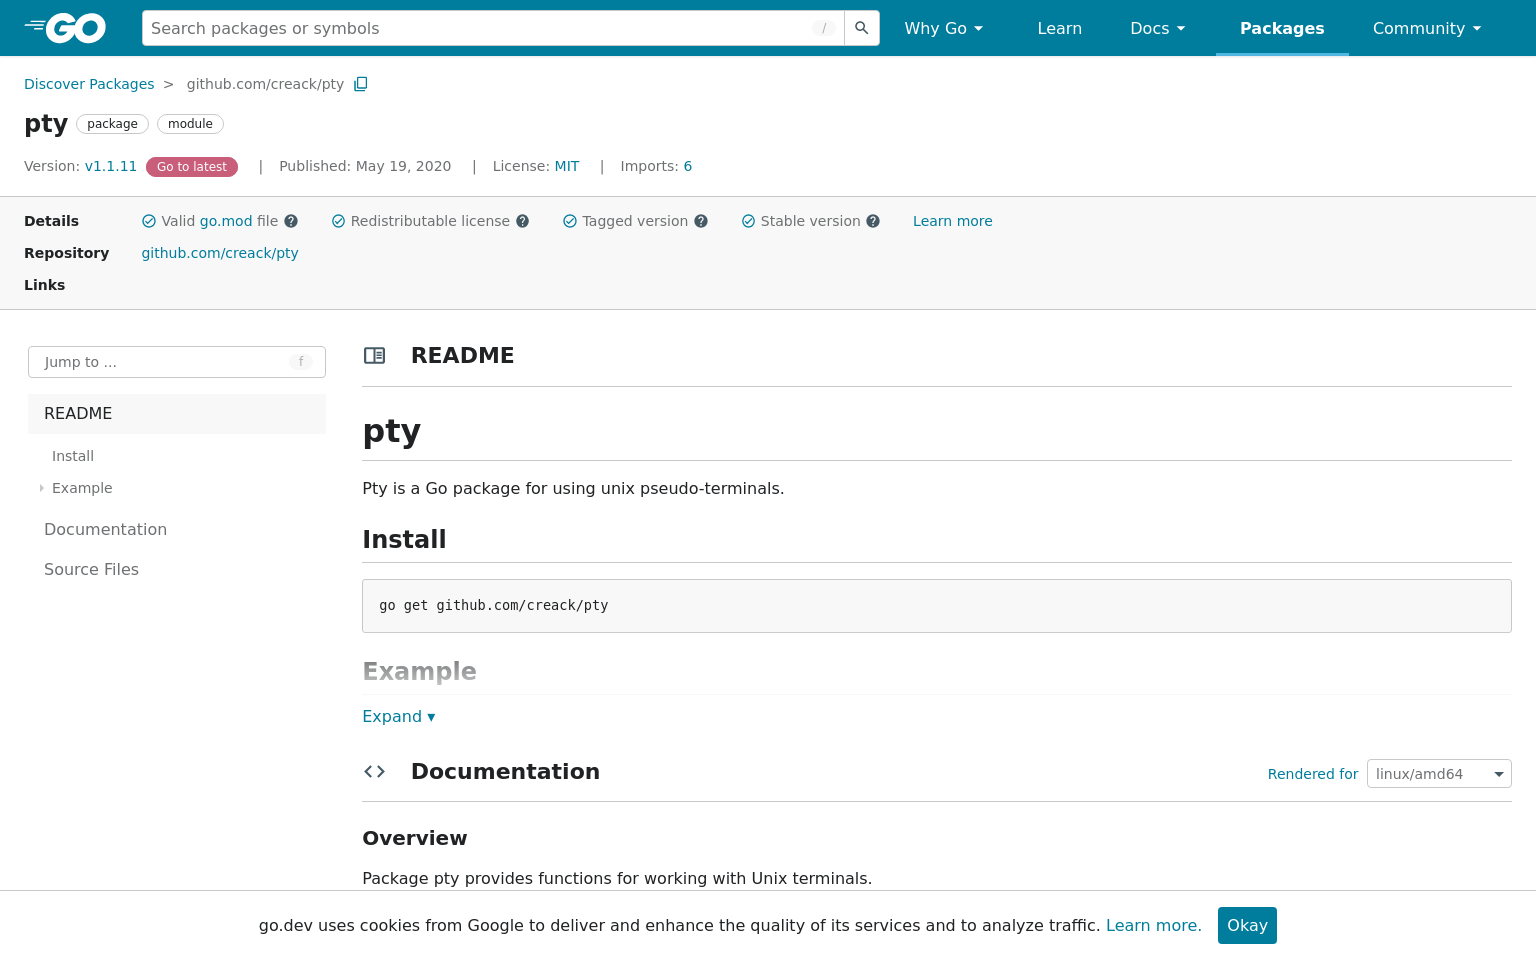 GO
Search packages or symbols
/
Why Go
Learn
Docs
Packages
Community
Discover Packages > github.com/creack/pty
pty package module
Version: v1.1.11 Go to latest | Published: May 19, 2020 | License: MIT | Imports: 6
Details Valid go.mod file Redistributable license Tagged version Stable version Learn more
Repository github.com/creack/pty
Links
Jump to ... f
README
Install
Example
Documentation
Source Files
README
pty
Pty is a Go package for using unix pseudo-terminals.
Install
go get github.com/creack/pty
Example
Expand ▾
Documentation
Rendered for linux/amd64
Overview
Package pty provides functions for working with Unix terminals.
go.dev uses cookies from Google to deliver and enhance the quality of its services and to analyze traffic. Learn more. Okay